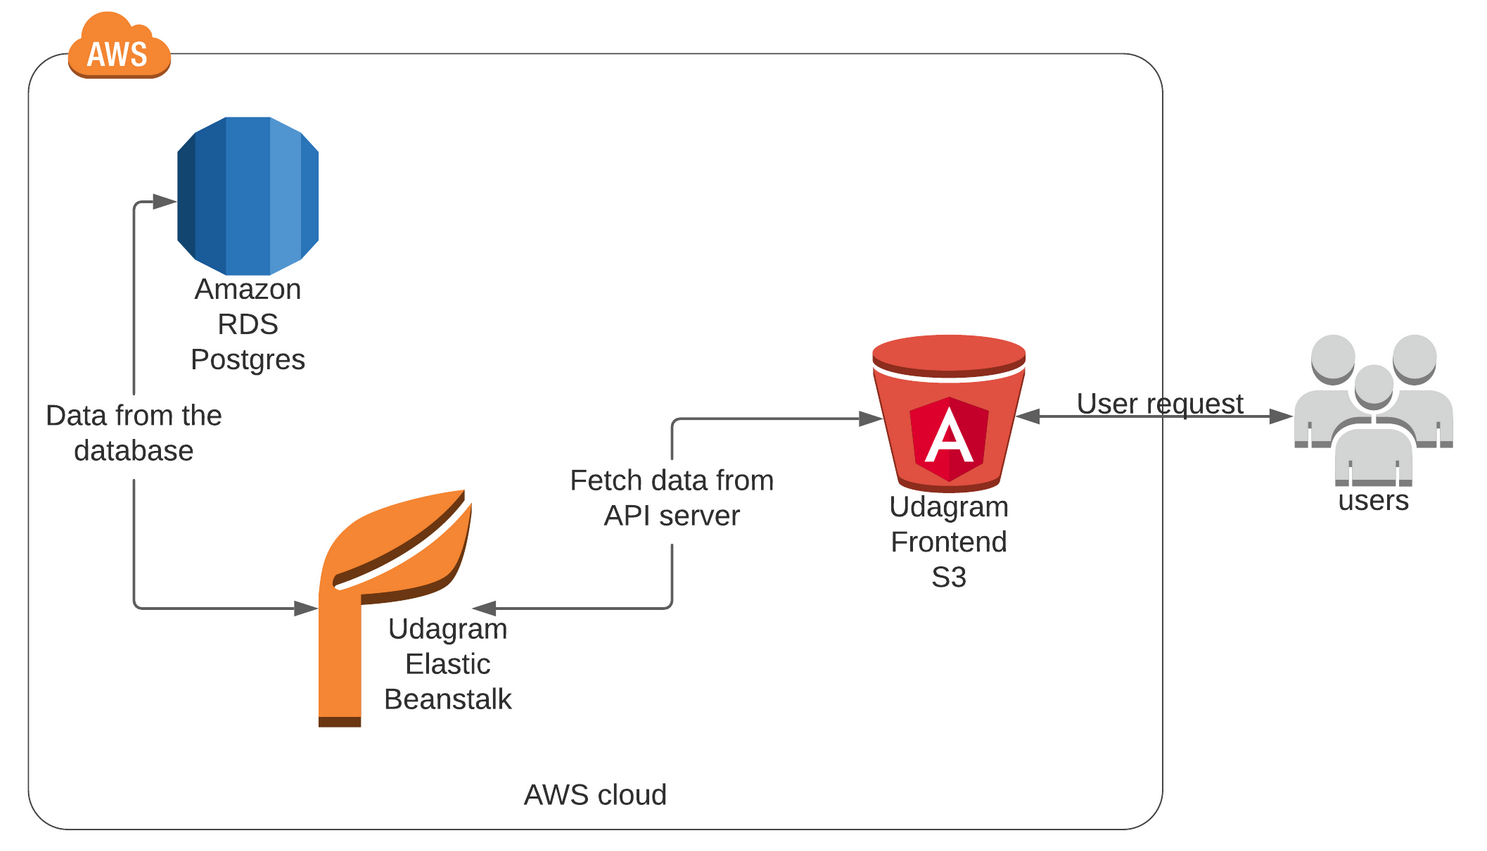 AWS
Amazon
RDS
Postgres
Data from the
database
Udagram
Elastic
Beanstalk
Fetch data from
API server
A
Udagram
Frontend
S3
User request
users
AWS cloud